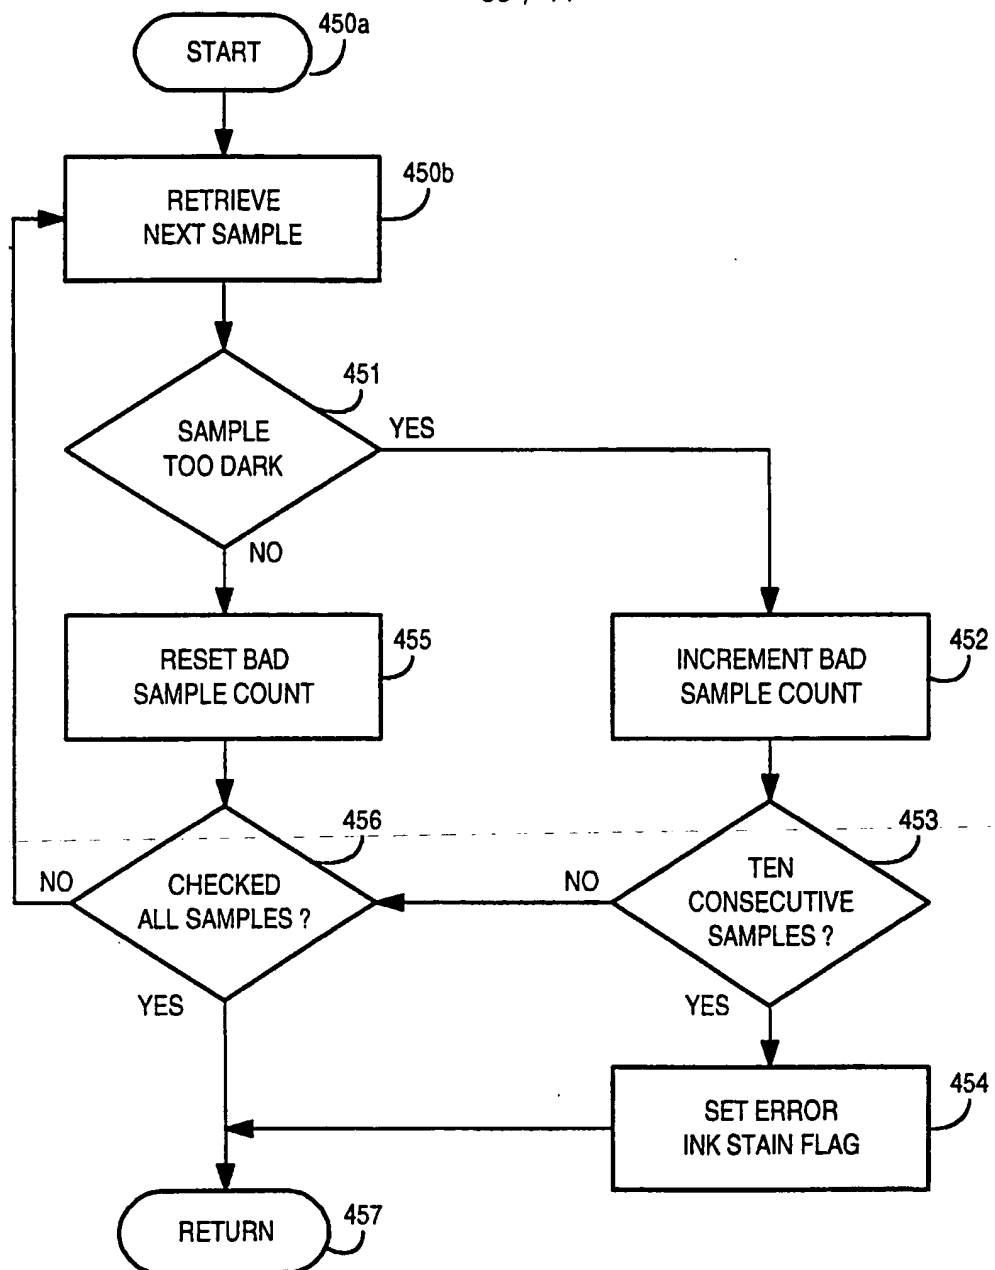 START
450a
RETRIEVE
NEXT SAMPLE
450b
SAMPLE
TOO DARK
451
YES
NO
RESET BAD
SAMPLE COUNT
455
INCREMENT BAD
SAMPLE COUNT
452
CHECKED
ALL SAMPLES ?
456
NO
YES
TEN
CONSECUTIVE
SAMPLES ?
453
NO
YES
SET ERROR
INK STAIN FLAG
454
RETURN
457